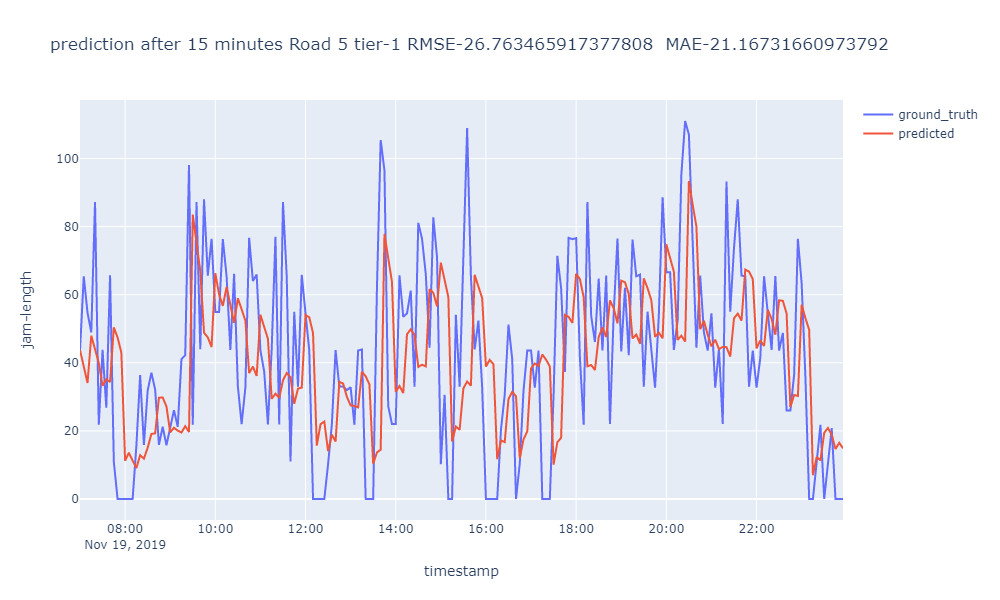 prediction after 15 minutes Road 5 tier-1 RMSE-26.763465917377808  MAE-21.16731660973792
ground_truth
predicted
100
80
60
40
20
0
jam-length
08:00 10:00 12:00 14:00 16:00 18:00 20:00 22:00
Nov 19, 2019
timestamp